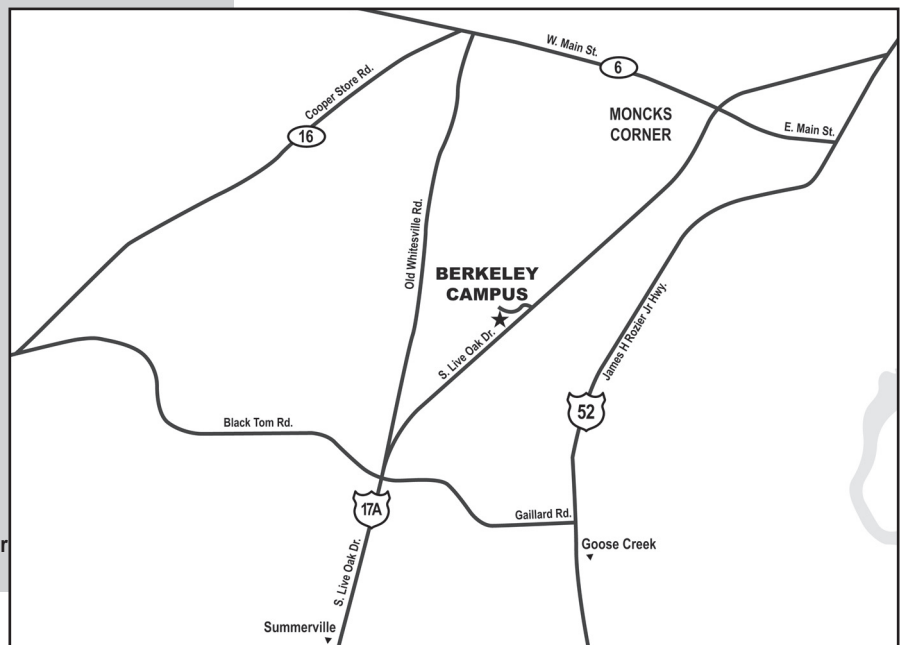 W. Main St.
6
Cooper Store Rd.
16
MONCKS
CORNER
E. Main St.
Old Whitesville Rd.
BERKELEY
CAMPUS
S. Live Oak Dr.
James H Rozier Jr Hwy.
52
Black Tom Rd.
17A
Gaillard Rd.
Goose Creek
S. Live Oak Dr.
Summerville
r